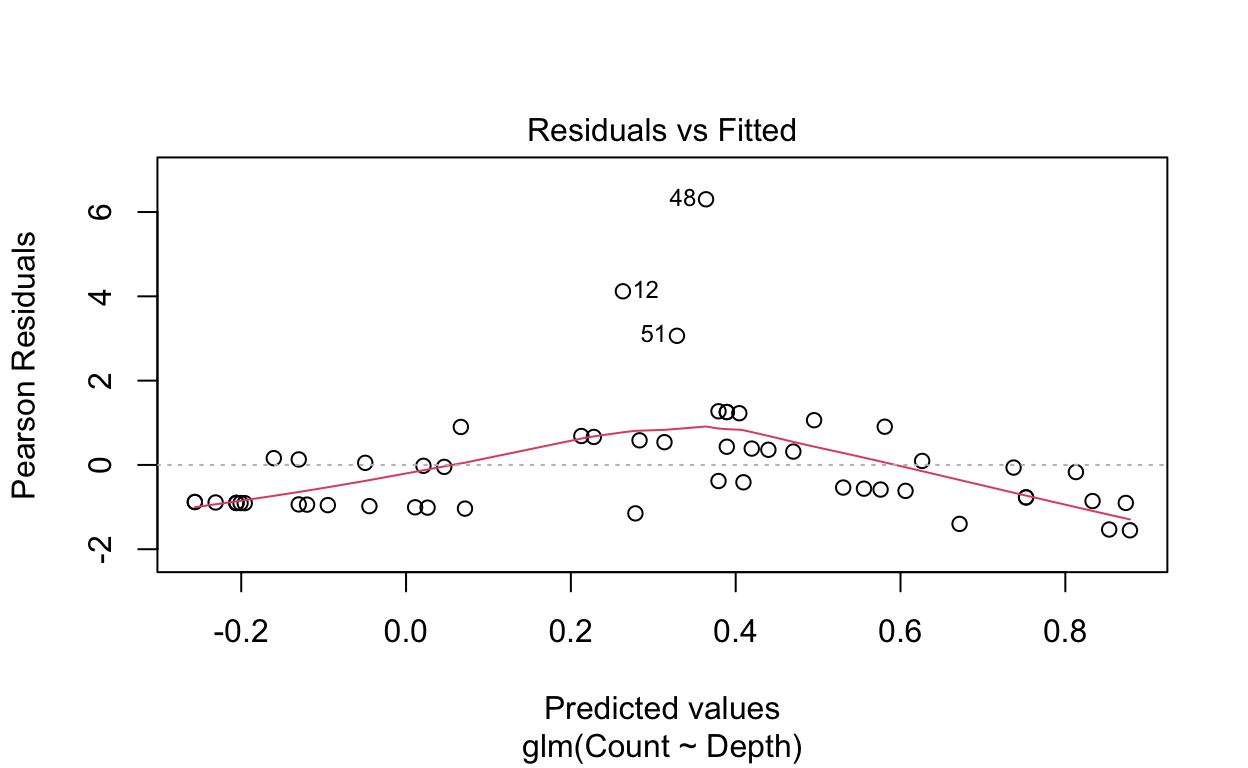 Residuals vs Fitted
Pearson Residuals
6
4
2
0
-2
48
12
51
-0.2 0.0 0.2 0.4 0.6 0.8
Predicted values
glm(Count ~ Depth)